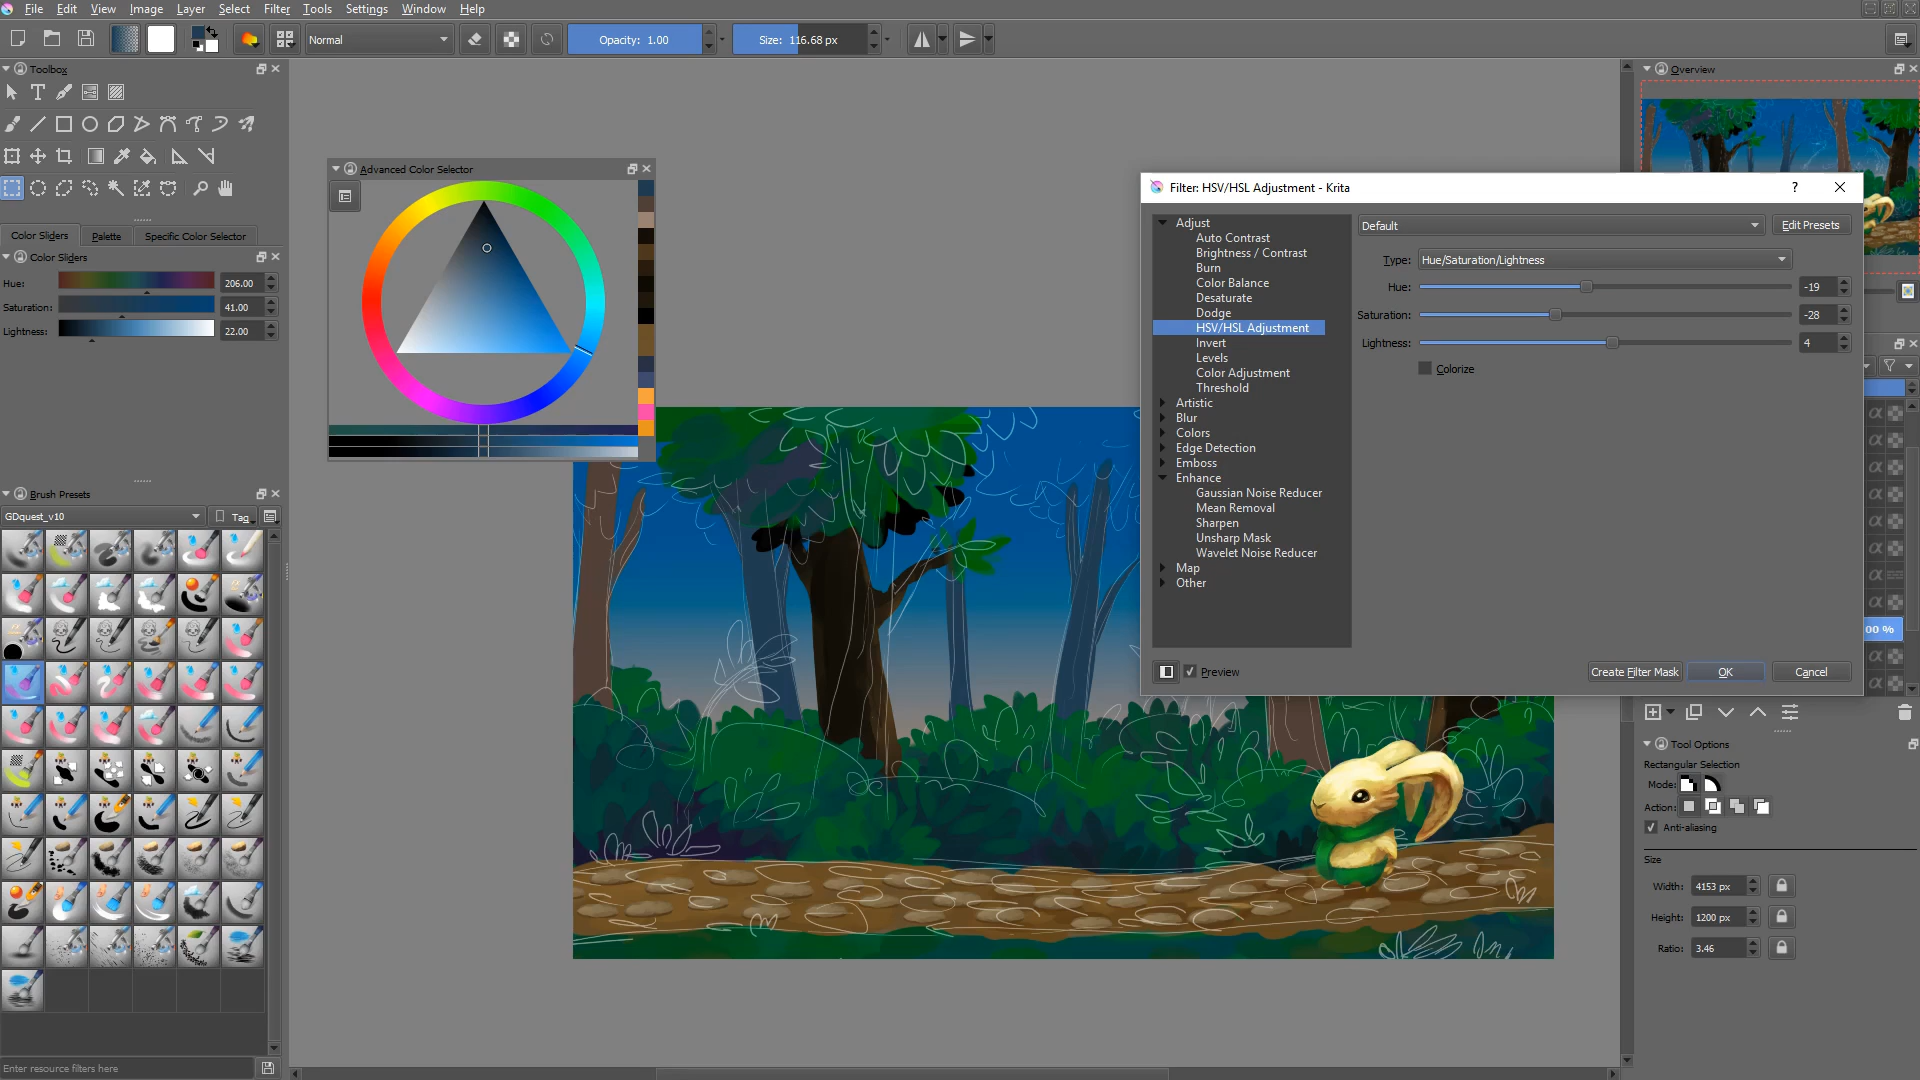 File Edit View Image Layer Select Filter Tools Settings Window Help
Normal
Opacity: 1.00
Size: 116.68 px
Toolbox
Color Sliders Palette Specific Color Selector
Color Sliders
Hue: 206.00
Saturation: 41.00
Lightness: 22.00
Brush Presets
GDquest_v10
Tag
Enter resource filters here
Advanced Color Selector
Filter: HSV/HSL Adjustment - Krita
?
Adjust
Auto Contrast
Brightness / Contrast
Burn
Color Balance
Desaturate
Dodge
HSV/HSL Adjustment
Invert
Levels
Color Adjustment
Threshold
Artistic
Blur
Colors
Edge Detection
Emboss
Enhance
Gaussian Noise Reducer
Mean Removal
Sharpen
Unsharp Mask
Wavelet Noise Reducer
Map
Other
Default
Edit Presets
Type: Hue/Saturation/Lightness
Hue: -19
Saturation: -28
Lightness: 4
Colorize
Preview
Create Filter Mask
OK
Cancel
Overview
00 %
Tool Options
Rectangular Selection
Mode:
Action:
Anti-aliasing
Size
Width: 4153 px
Height: 1200 px
Ratio: 3.46